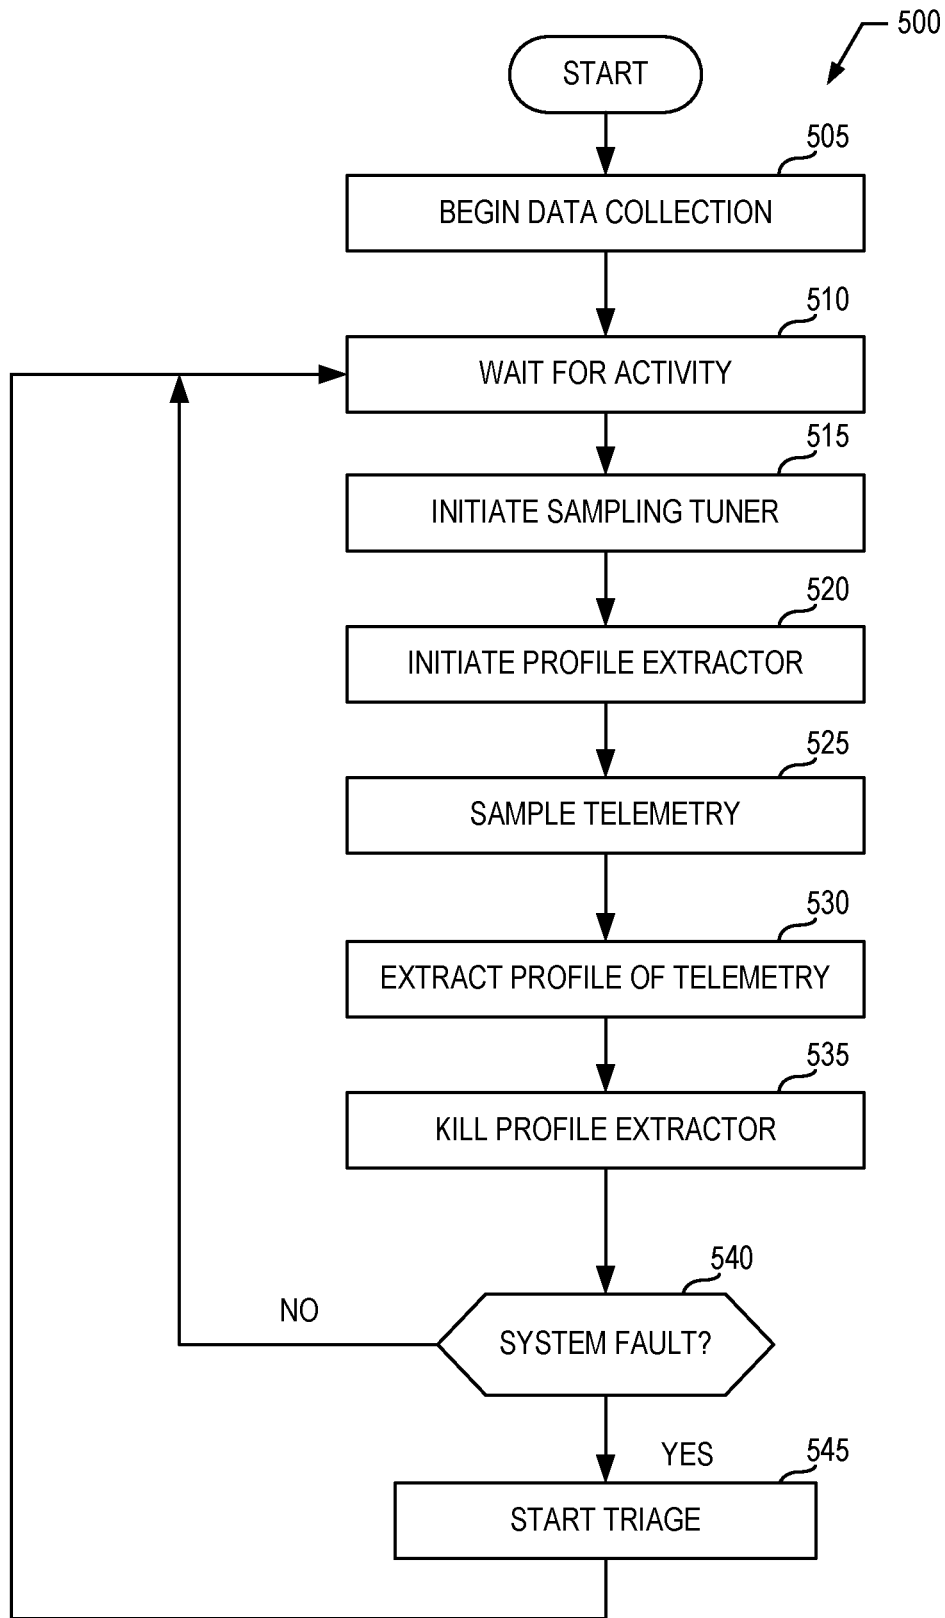 500
START
505
BEGIN DATA COLLECTION
510
WAIT FOR ACTIVITY
515
INITIATE SAMPLING TUNER
520
INITIATE PROFILE EXTRACTOR
525
SAMPLE TELEMETRY
530
EXTRACT PROFILE OF TELEMETRY
535
KILL PROFILE EXTRACTOR
540
NO
SYSTEM FAULT?
YES
545
START TRIAGE